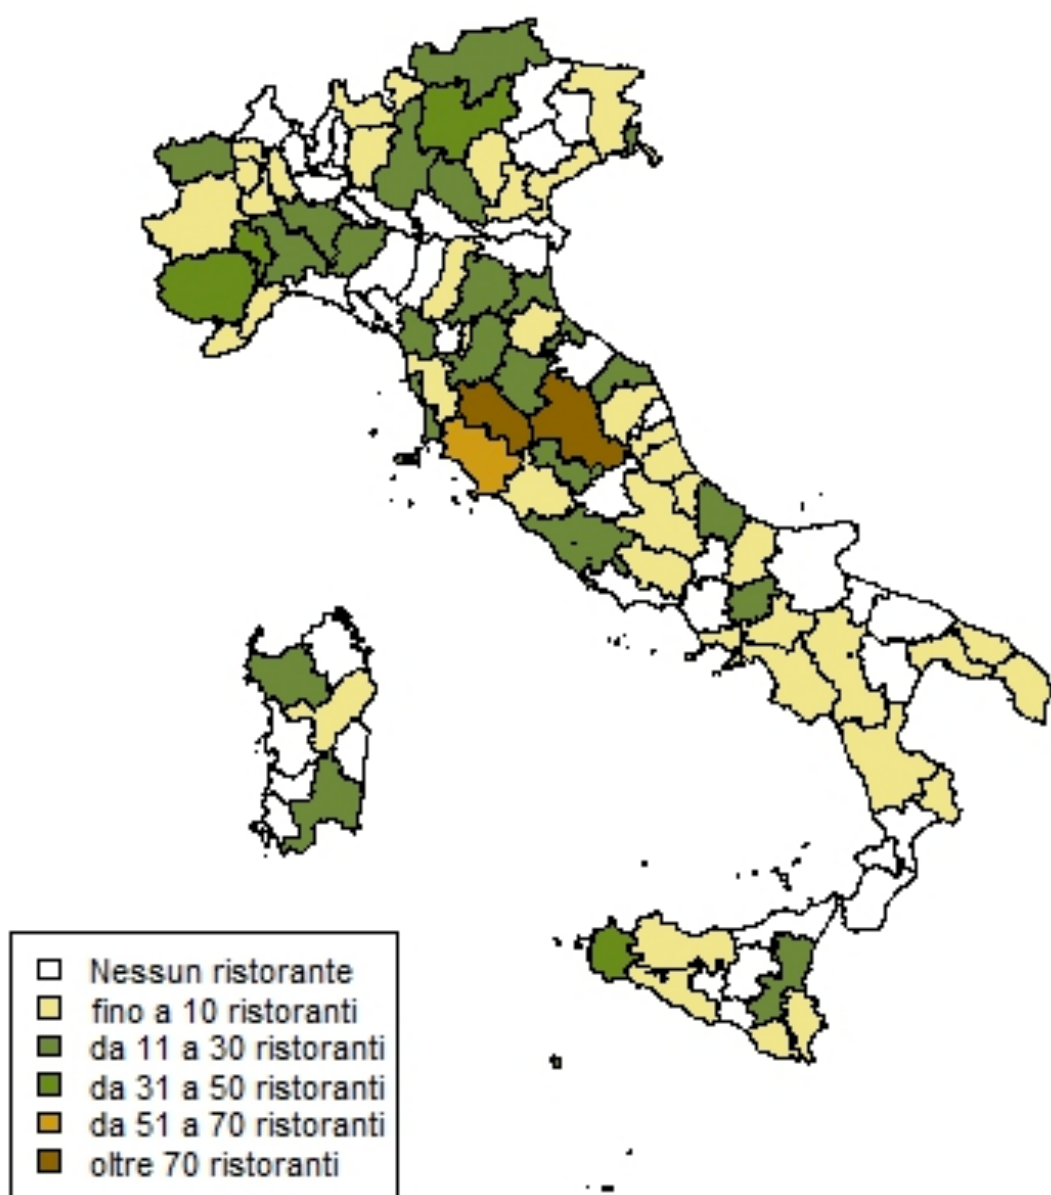 Nessun ristorante
fino a 10 ristoranti
da 11 a 30 ristoranti
da 31 a 50 ristoranti
da 51 a 70 ristoranti
oltre 70 ristoranti